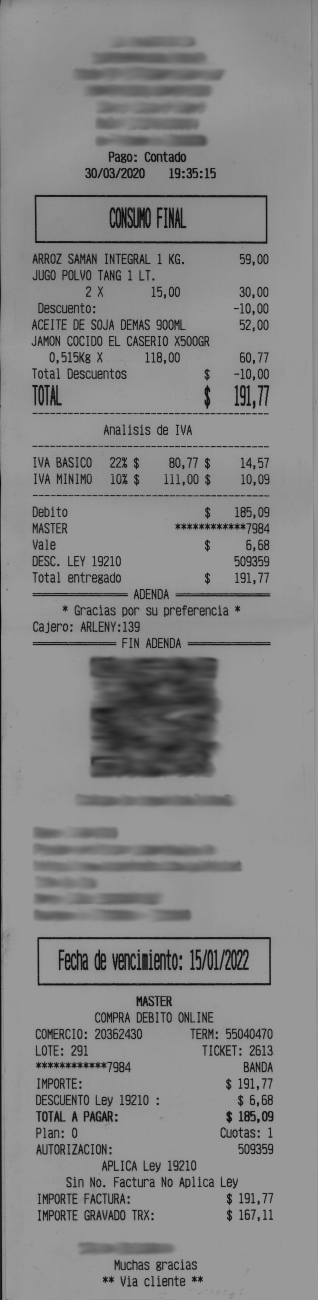 Pago: Contado
30/03/2020 19:35:15
CONSUMO FINAL
ARROZ SAMAN INTEGRAL 1 KG. 59,00
JUGO POLVO TANG 1 LT.
2 X 15,00 30,00
Descuento: -10,00
ACEITE DE SOJA DEMAS 900ML 52,00
JAMON COCIDO EL CASERIO X500GR
0,515Kg X 118,00 60,77
Total Descuentos $ -10,00
TOTAL $ 191,77
Analisis de IVA
IVA BASICO 22% $ 80,77 $ 14,57
IVA MINIMO 10% $ 111,00 $ 10,09
Debito $ 185,09
MASTER ************7984
Vale $ 6,68
DESC. LEY 19210 509359
Total entregado $ 191,77
ADENDA
* Gracias por su preferencia *
Cajero: ARLENY:139
FIN ADENDA
Fecha de vencimiento: 15/01/2022
MASTER
COMPRA DEBITO ONLINE
COMERCIO: 20362430 TERM: 55040470
LOTE: 291 TICKET: 2613
************7984 BANDA
IMPORTE: $ 191,77
DESCUENTO Ley 19210 : $ 6,68
TOTAL A PAGAR: $ 185,09
Plan: 0 Cuotas: 1
AUTORIZACION: 509359
APLICA Ley 19210
Sin No. Factura No Aplica Ley
IMPORTE FACTURA: $ 191,77
IMPORTE GRAVADO TRX: $ 167,11
Muchas gracias
** Via cliente **